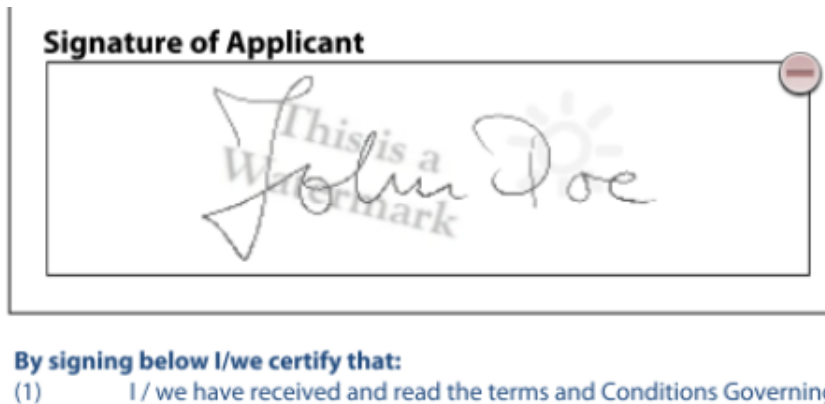 Signature of Applicant
This is a
Watermark
John Doe
By signing below I/we certify that:
(1) I / we have received and read the terms and Conditions Governing